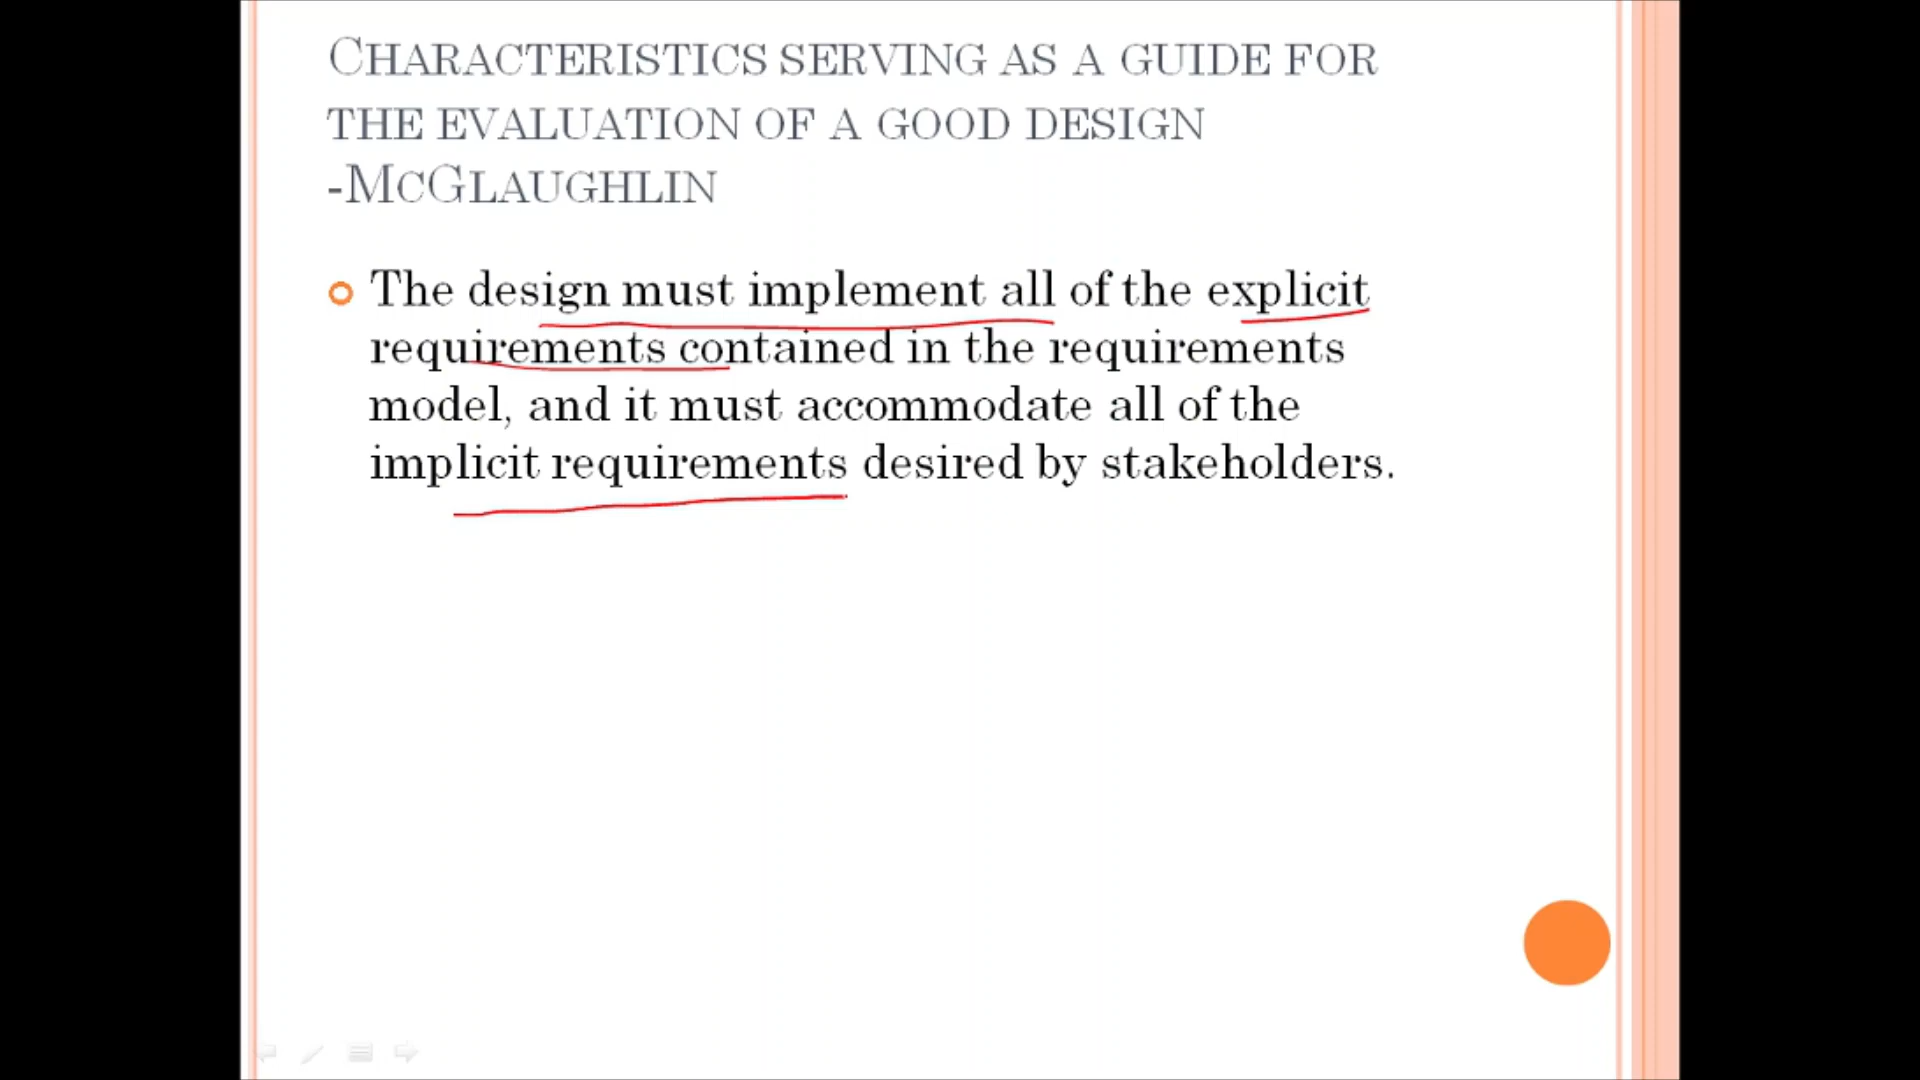 CHARACTERISTICS SERVING AS A GUIDE FOR
THE EVALUATION OF A GOOD DESIGN
-MCGLAUGHLIN
The design must implement all of the explicit
requirements contained in the requirements
model, and it must accommodate all of the
implicit requirements desired by stakeholders.